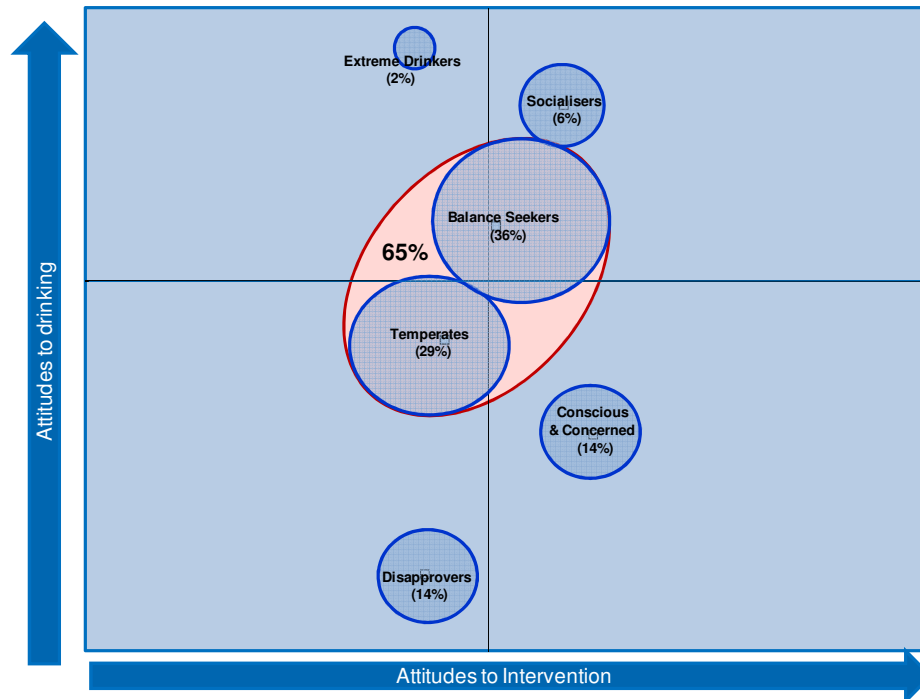 Extreme Drinkers
(2%)
Socialisers
(6%)
Balance Seekers
(36%)
65%
Temperates
(29%)
Conscious
& Concerned
(14%)
Disapprovers
(14%)
Attitudes to drinking
Attitudes to Intervention